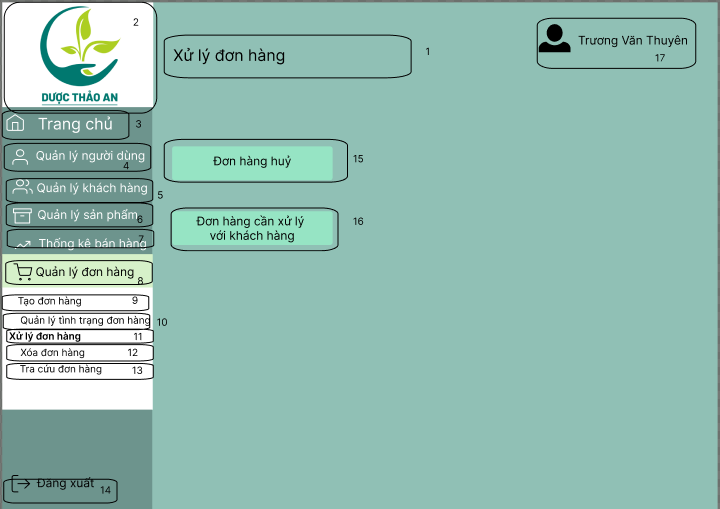 2
DƯỢC THẢO AN
Xử lý đơn hàng
1
Trương Văn Thuyên
17
Trang chủ
3
Quản lý người dùng
4
Quản lý khách hàng
5
Quản lý sản phẩm
6
Thống kê bán hàng
7
Quản lý đơn hàng
8
Tạo đơn hàng
9
Quản lý tình trạng đơn hàng
10
Xử lý đơn hàng
11
Xóa đơn hàng
12
Tra cứu đơn hàng
13
Đăng xuất
14
Đơn hàng huỷ
15
Đơn hàng cần xử lý
với khách hàng
16